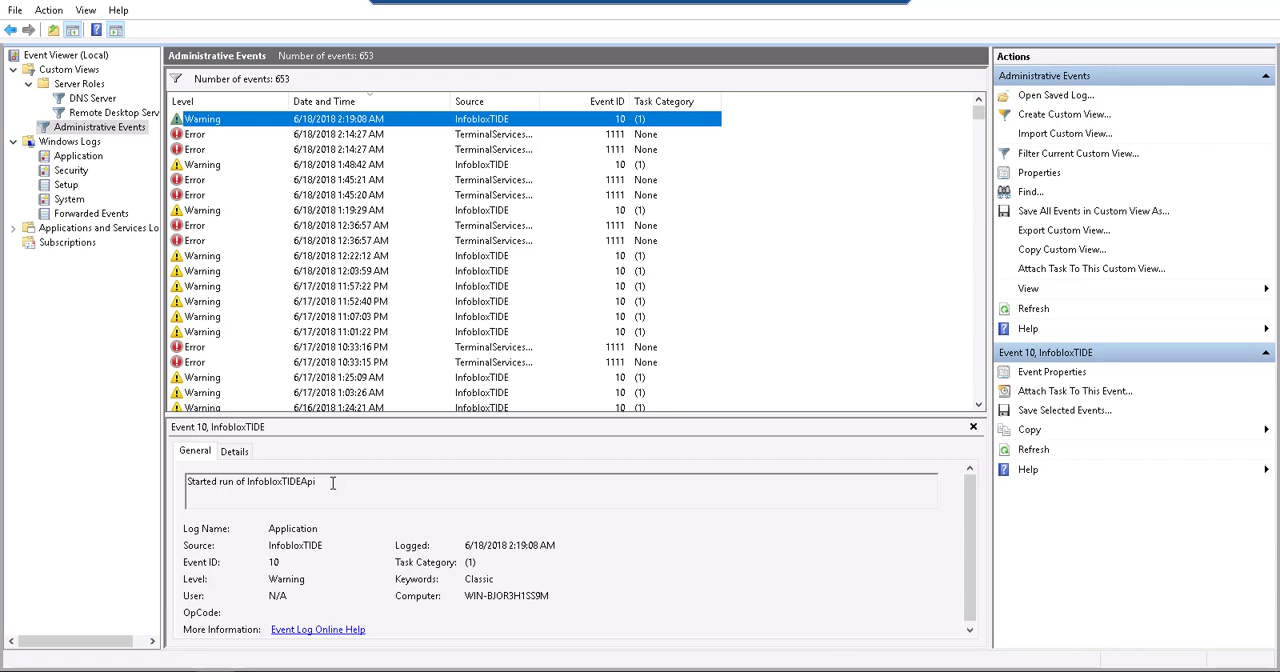 File Action View Help
Event Viewer (Local)
Custom Views
Server Roles
DNS Server
Remote Desktop Serv
Administrative Events
Windows Logs
Application
Security
Setup
System
Forwarded Events
Applications and Services Lo
Subscriptions
Administrative Events Number of events: 653
Number of events: 653
Level Date and Time Source Event ID Task Category
Warning 6/18/2018 2:19:08 AM InfobloxTIDE 10 (1)
Error 6/18/2018 2:14:27 AM TerminalServices... 1111 None
Error 6/18/2018 2:14:27 AM TerminalServices... 1111 None
Warning 6/18/2018 1:48:42 AM InfobloxTIDE 10 (1)
Error 6/18/2018 1:45:21 AM TerminalServices... 1111 None
Error 6/18/2018 1:45:20 AM TerminalServices... 1111 None
Warning 6/18/2018 1:19:29 AM InfobloxTIDE 10 (1)
Error 6/18/2018 12:36:57 AM TerminalServices... 1111 None
Error 6/18/2018 12:36:57 AM TerminalServices... 1111 None
Warning 6/18/2018 12:22:12 AM InfobloxTIDE 10 (1)
Warning 6/18/2018 12:03:59 AM InfobloxTIDE 10 (1)
Warning 6/17/2018 11:57:22 PM InfobloxTIDE 10 (1)
Warning 6/17/2018 11:52:40 PM InfobloxTIDE 10 (1)
Warning 6/17/2018 11:07:03 PM InfobloxTIDE 10 (1)
Warning 6/17/2018 11:01:22 PM InfobloxTIDE 10 (1)
Error 6/17/2018 10:33:16 PM TerminalServices... 1111 None
Error 6/17/2018 10:33:15 PM TerminalServices... 1111 None
Warning 6/17/2018 1:25:09 AM InfobloxTIDE 10 (1)
Warning 6/17/2018 1:03:26 AM InfobloxTIDE 10 (1)
Warning 6/16/2018 1:24:21 AM InfobloxTIDE 10 (1)
Event 10, InfobloxTIDE
General Details
Started run of InfobloxTIDEApi
Log Name: Application
Source: InfobloxTIDE Logged: 6/18/2018 2:19:08 AM
Event ID: 10 Task Category: (1)
Level: Warning Keywords: Classic
User: N/A Computer: WIN-BJOR3H1SS9M
OpCode:
More Information: Event Log Online Help
Actions
Administrative Events
Open Saved Log...
Create Custom View...
Import Custom View...
Filter Current Custom View...
Properties
Find...
Save All Events in Custom View As...
Export Custom View...
Copy Custom View...
Attach Task To This Custom View...
View
Refresh
Help
Event 10, InfobloxTIDE
Event Properties
Attach Task To This Event...
Save Selected Events...
Copy
Refresh
Help